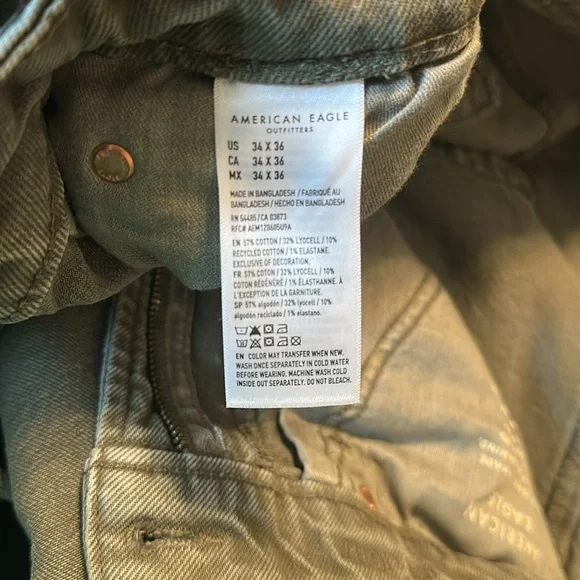 AMERICAN EAGLE
OUTFITTERS
US 34 X 36
CA 34 X 36
MX 34 X 36
MADE IN BANGLADESH / FABRIQUÉ AU
BANGLADESH / HECHO EN BANGLADESH
RN 54485/CA 03873
RFC# AEM120605U9A
EN 57% COTTON / 32% LYOCELL / 10%
RECYCLED COTTON / 1% ELASTANE.
EXCLUSIVE OF DECORATION.
FR 57% COTON / 32% LYOCELL / 10%
COTON RÉGÉNÉRÉ / 1% ÉLASTHANNE. À
L'EXCEPTION DE LA GARNITURE.
SP 57% algodón / 32% lyocell / 10%
algodón reciclado / 1% elastano.
EN COLOR MAY TRANSFER WHEN NEW.
WASH ONCE SEPARATELY IN COLD WATER
BEFORE WEARING. MACHINE WASH COLD
INSIDE OUT SEPARATELY. DO NOT BLEACH.
AMERICAN
EAGLE